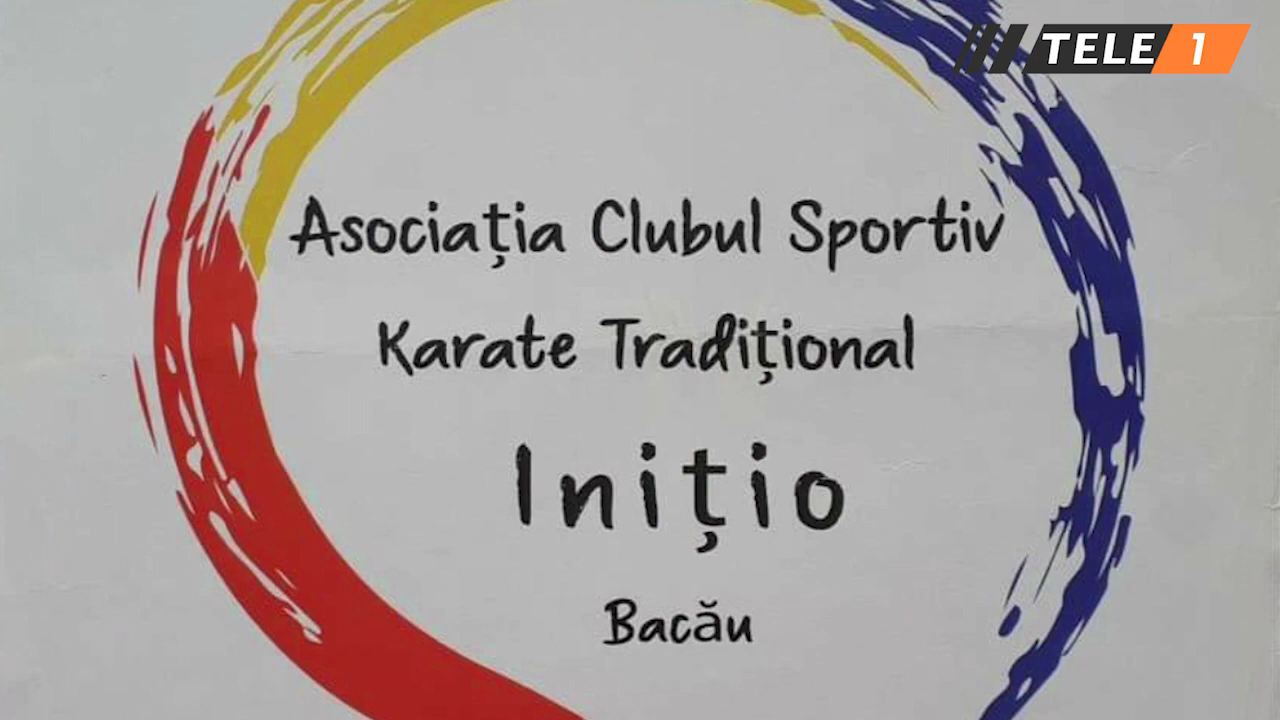 TELE 1
Asociația Clubul Sportiv
Karate Tradițional
Inițio
Bacău